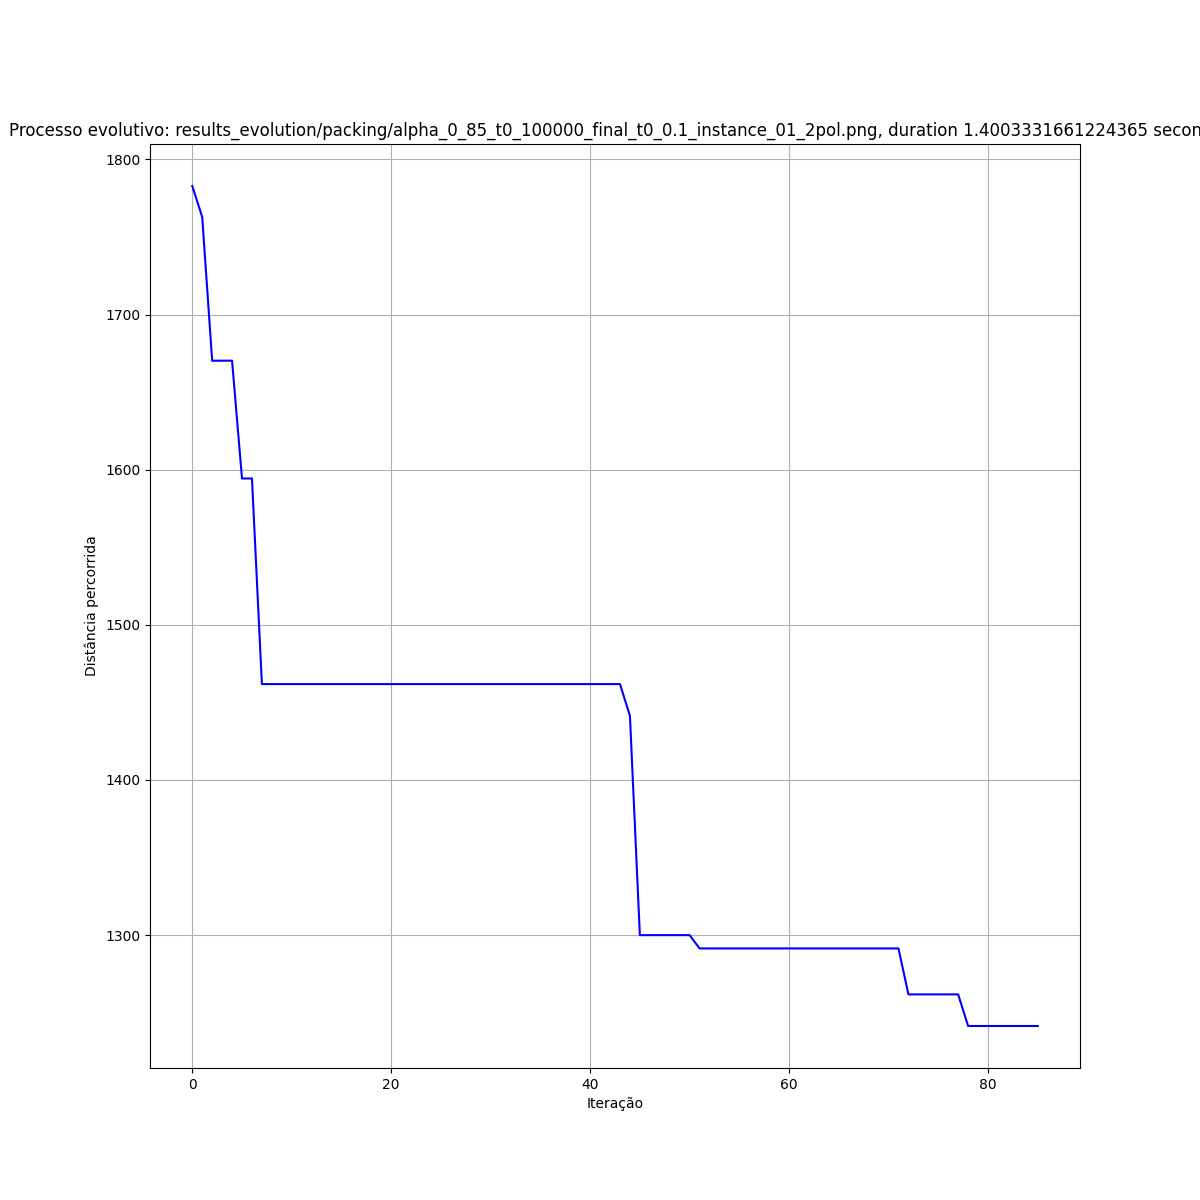 Processo evolutivo: results_evolution/packing/alpha_0_85_t0_100000_final_t0_0.1_instance_01_2pol.png, duration 1.4003331661224365 secon
1800
1700
1600
1500
1400
1300
Distância percorrida
0 20 40 60 80
Iteração